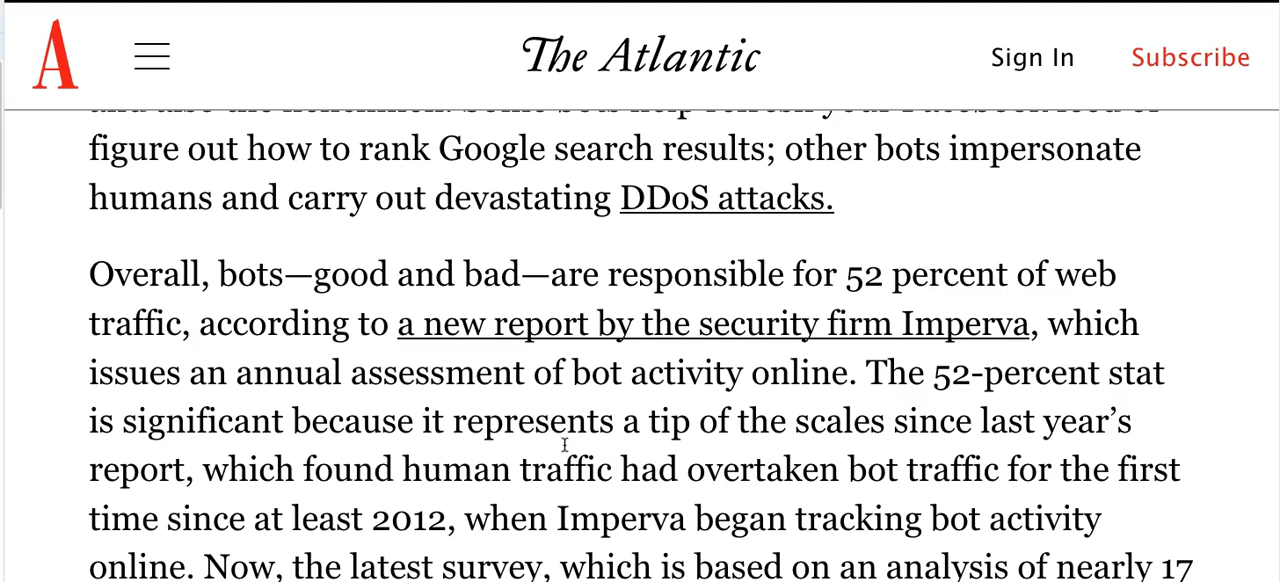 A
The Atlantic
Sign In
Subscribe
figure out how to rank Google search results; other bots impersonate
humans and carry out devastating DDoS attacks.
Overall, bots—good and bad—are responsible for 52 percent of web
traffic, according to a new report by the security firm Imperva, which
issues an annual assessment of bot activity online. The 52-percent stat
is significant because it represents a tip of the scales since last year’s
report, which found human traffic had overtaken bot traffic for the first
time since at least 2012, when Imperva began tracking bot activity
online. Now, the latest survey, which is based on an analysis of nearly 17